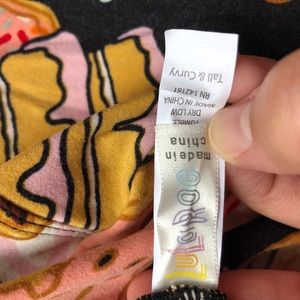 Tall & Curvy
RN 142161
MADE IN CHINA
DRY LOW
TUMBLE
made in
china
LuLaRoe